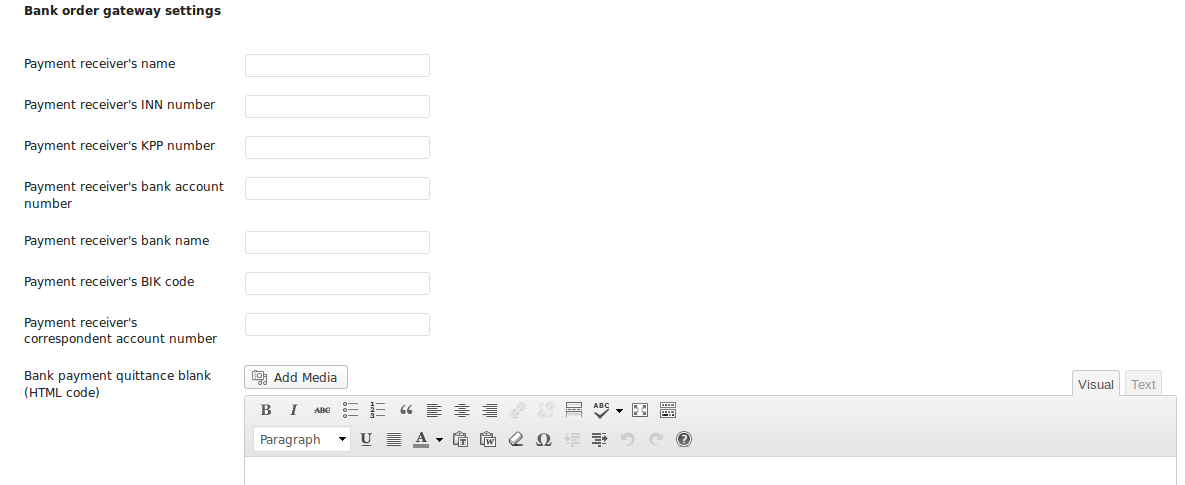 Bank order gateway settings
Payment receiver's name
Payment receiver's INN number
Payment receiver's KPP number
Payment receiver's bank account
number
Payment receiver's bank name
Payment receiver's BIK code
Payment receiver's
correspondent account number
Bank payment quittance blank
(HTML code)
Add Media
Visual Text
B I ABC ABC
Paragraph U A T W Ω ?